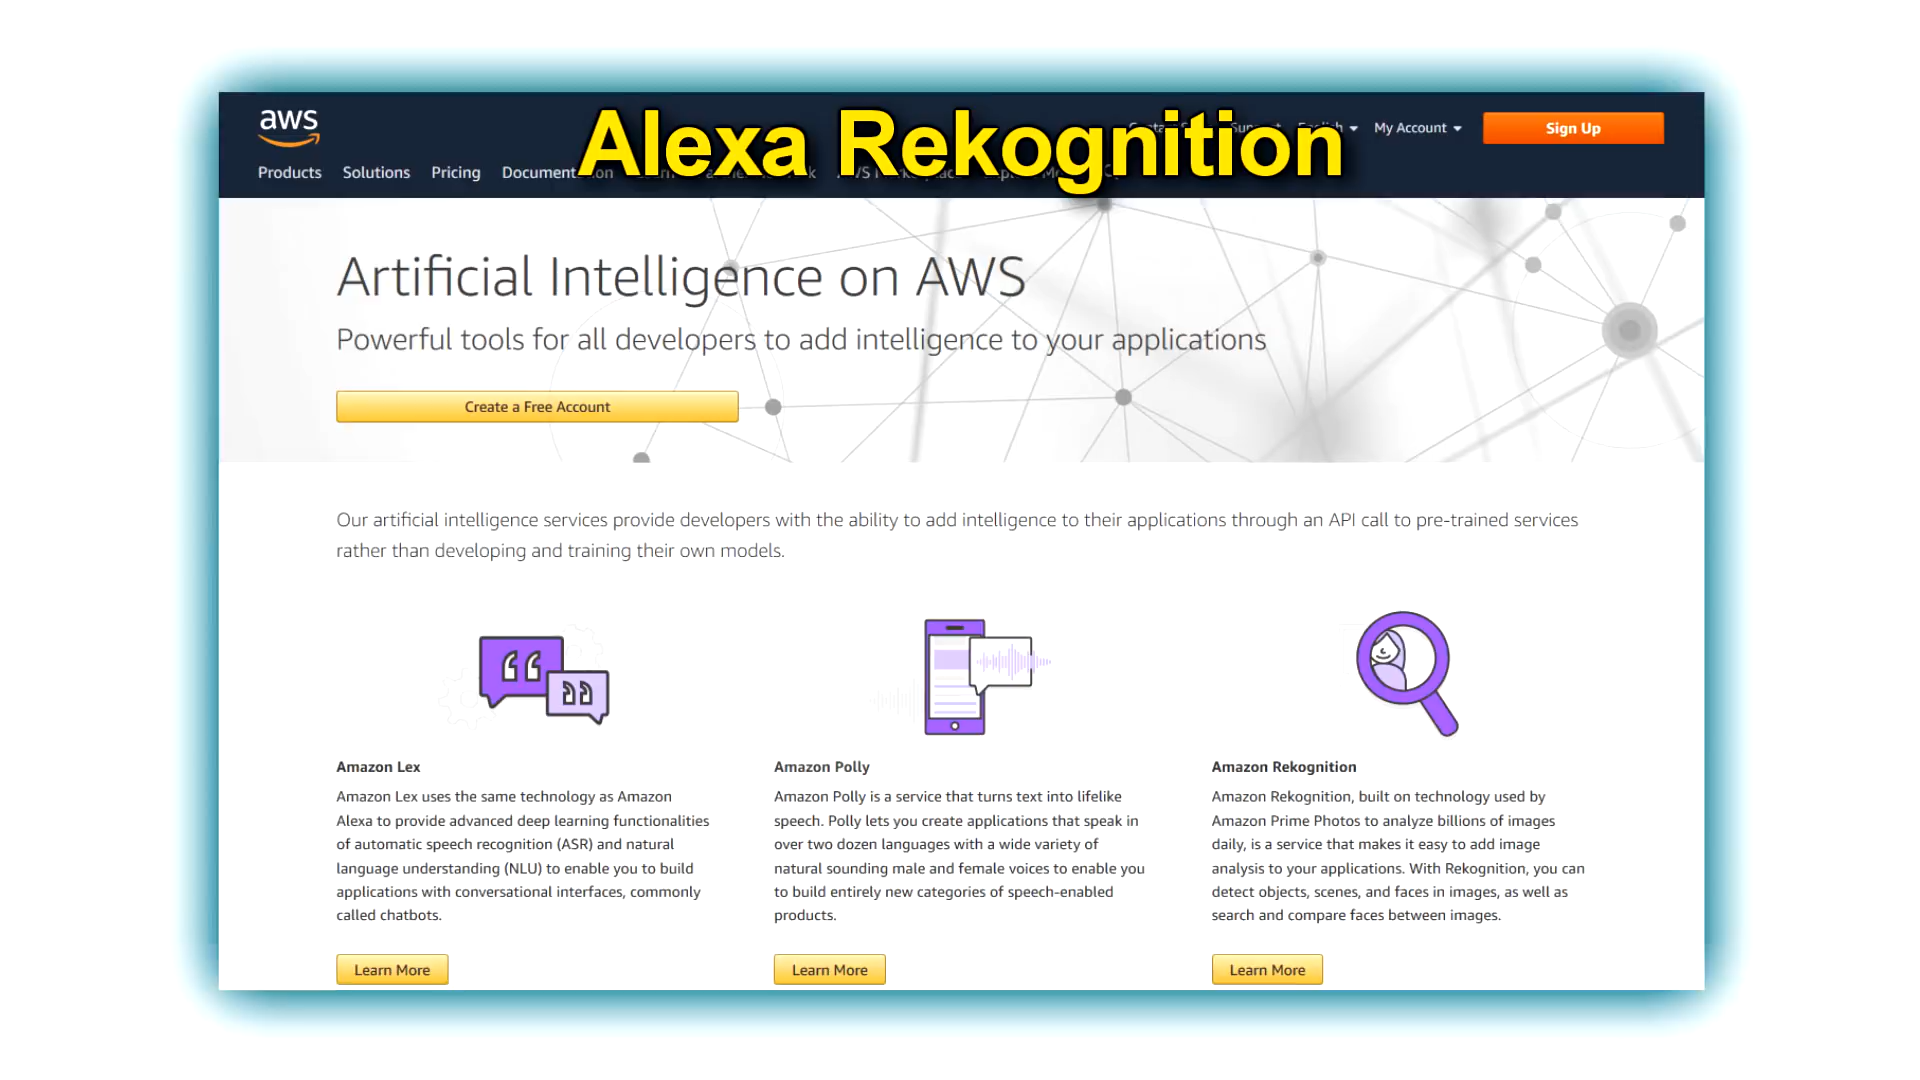 Alexa Rekognition
aws
English My Account Sign Up
Products Solutions Pricing
Artificial Intelligence on AWS
Powerful tools for all developers to add intelligence to your applications
Create a Free Account
Our artificial intelligence services provide developers with the ability to add intelligence to their applications through an API call to pre-trained services
rather than developing and training their own models.
Amazon Lex
Amazon Lex uses the same technology as Amazon
Alexa to provide advanced deep learning functionalities
of automatic speech recognition (ASR) and natural
language understanding (NLU) to enable you to build
applications with conversational interfaces, commonly
called chatbots.
Learn More
Amazon Polly
Amazon Polly is a service that turns text into lifelike
speech. Polly lets you create applications that speak in
over two dozen languages with a wide variety of
natural sounding male and female voices to enable you
to build entirely new categories of speech-enabled
products.
Learn More
Amazon Rekognition
Amazon Rekognition, built on technology used by
Amazon Prime Photos to analyze billions of images
daily, is a service that makes it easy to add image
analysis to your applications. With Rekognition, you can
detect objects, scenes, and faces in images, as well as
search and compare faces between images.
Learn More